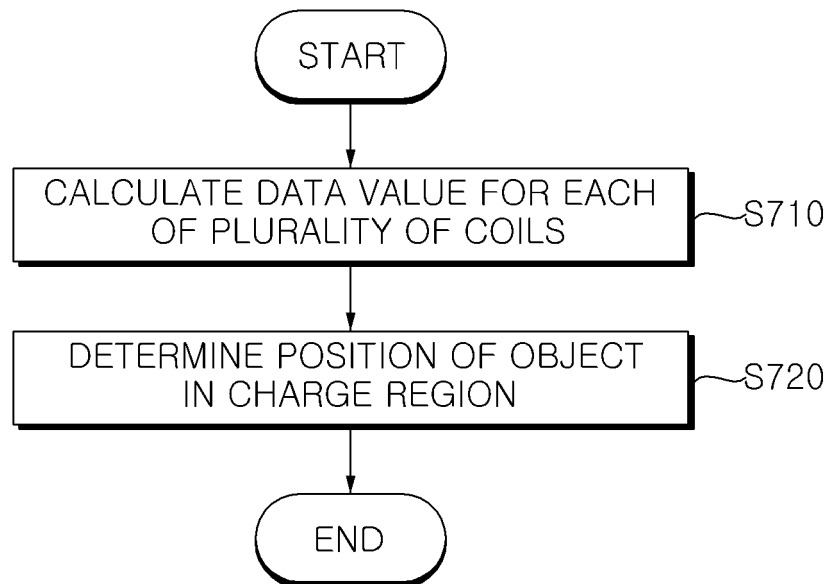 START
CALCULATE DATA VALUE FOR EACH
OF PLURALITY OF COILS
S710
DETERMINE POSITION OF OBJECT
IN CHARGE REGION
S720
END